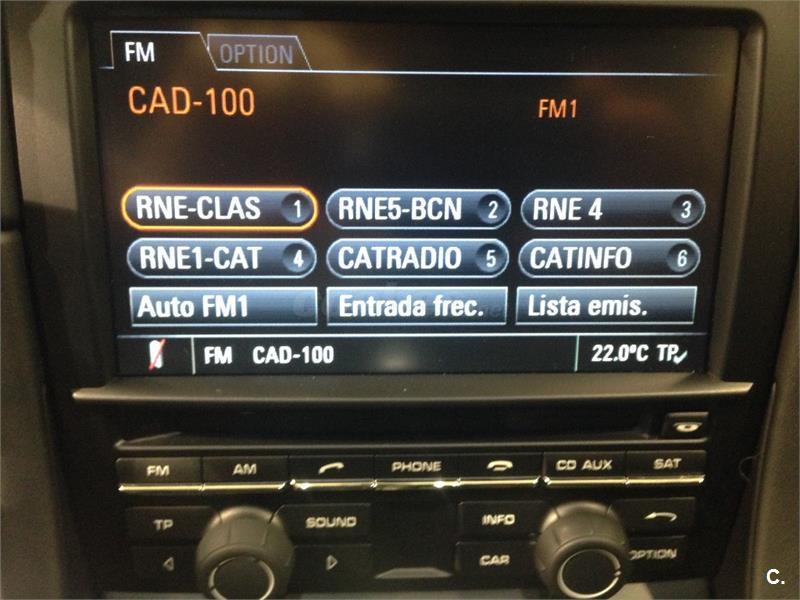 FM OPTION
CAD-100 FM1
RNE-CLAS 1 RNE5-BCN 2 RNE 4 3
RNE1-CAT 4 CATRADIO 5 CATINFO 6
Auto FM1 Entrada frec. Lista emis.
FM CAD-100 22.0°C TP
FM AM PHONE CD AUX SAT
TP SOUND INFO
CAR OPTION
C.